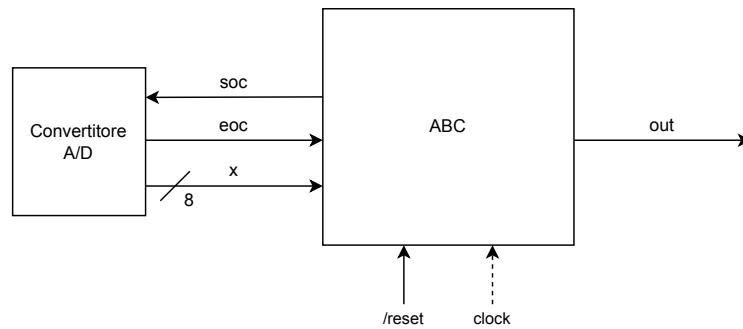 soc
Convertitore
A/D
eoc
ABC
out
x
8
/reset
clock